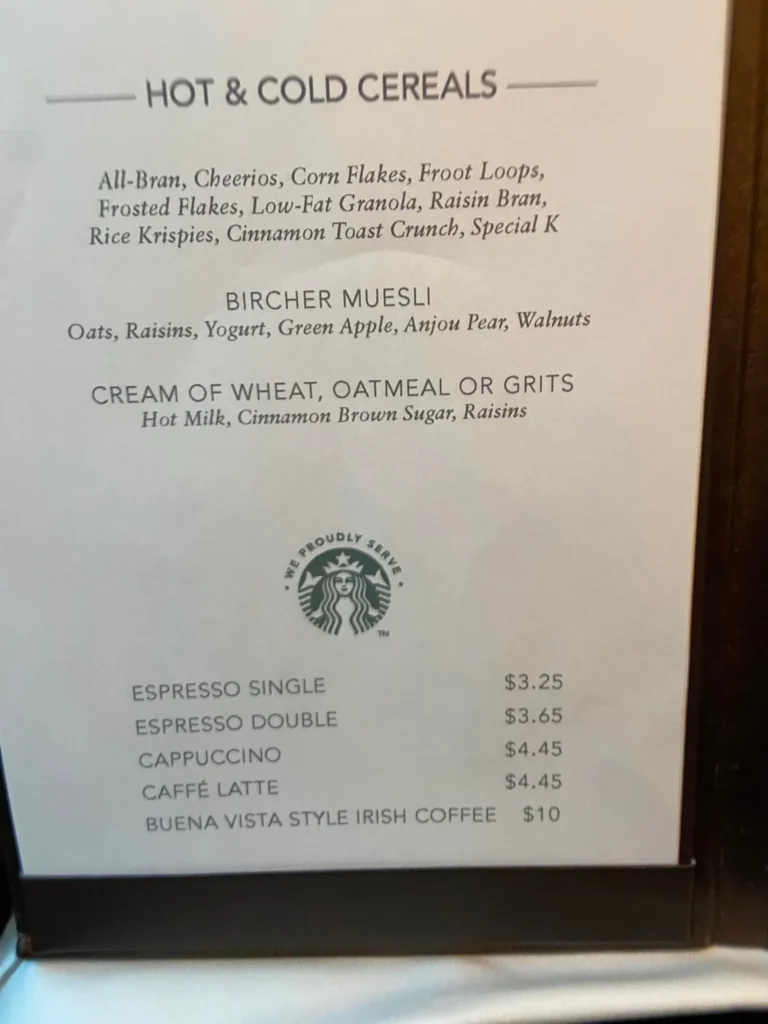 HOT & COLD CEREALS
All-Bran, Cheerios, Corn Flakes, Froot Loops,
Frosted Flakes, Low-Fat Granola, Raisin Bran,
Rice Krispies, Cinnamon Toast Crunch, Special K
BIRCHER MUESLI
Oats, Raisins, Yogurt, Green Apple, Anjou Pear, Walnuts
CREAM OF WHEAT, OATMEAL OR GRITS
Hot Milk, Cinnamon Brown Sugar, Raisins
• WE PROUDLY SERVE •
TM
ESPRESSO SINGLE $3.25
ESPRESSO DOUBLE $3.65
CAPPUCCINO $4.45
CAFFÉ LATTE $4.45
BUENA VISTA STYLE IRISH COFFEE $10